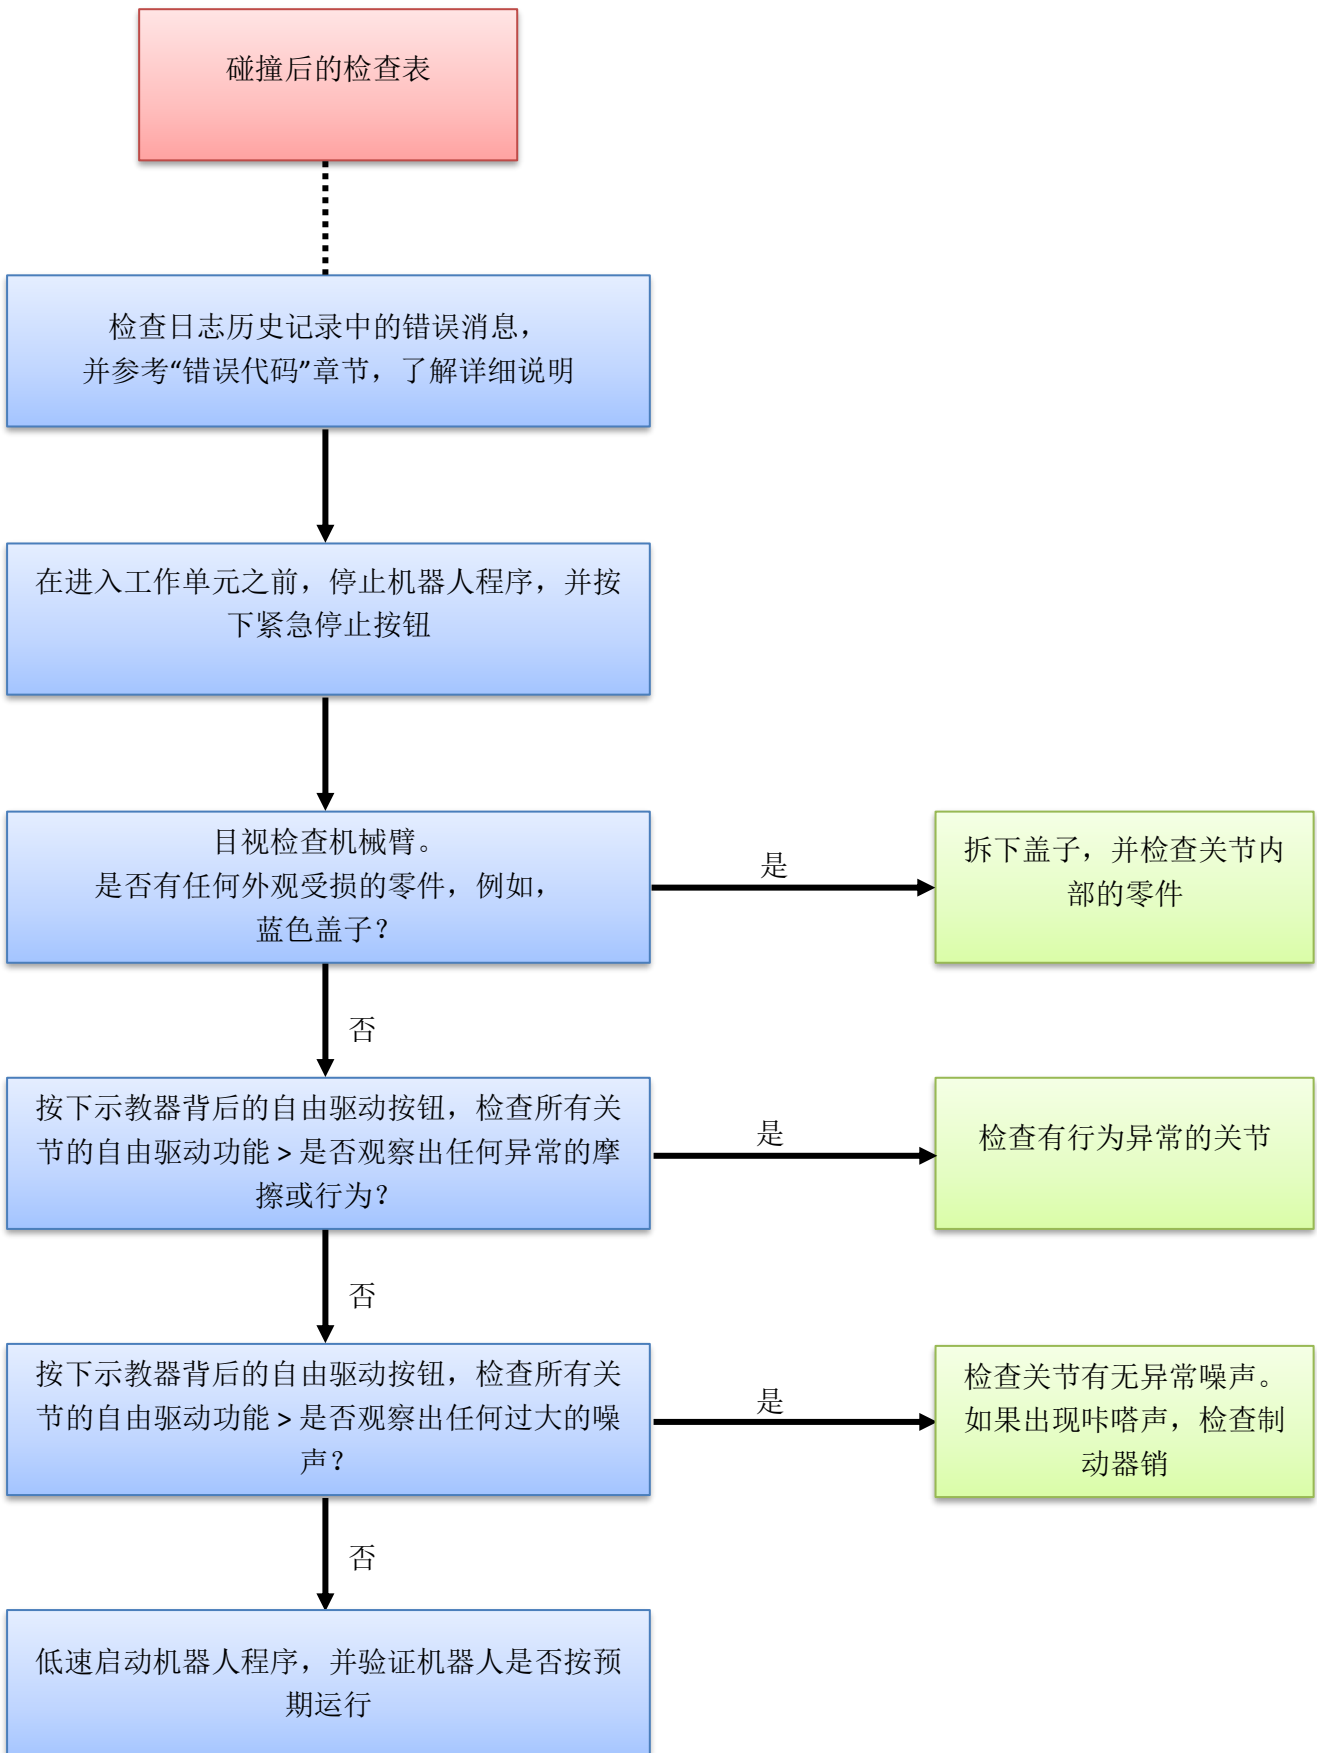 碰撞后的检查表
检查日志历史记录中的错误消息，
并参考“错误代码”章节，了解详细说明
在进入工作单元之前，停止机器人程序，并按
下紧急停止按钮
目视检查机械臂。
是否有任何外观受损的零件，例如，
蓝色盖子？
是
拆下盖子，并检查关节内
部的零件
否
按下示教器背后的自由驱动按钮，检查所有关
节的自由驱动功能 > 是否观察出任何异常的摩
擦或行为？
是
检查有行为异常的关节
否
按下示教器背后的自由驱动按钮，检查所有关
节的自由驱动功能 > 是否观察出任何过大的噪
声？
是
检查关节有无异常噪声。
如果出现咔嗒声，检查制
动器销
否
低速启动机器人程序，并验证机器人是否按预
期运行